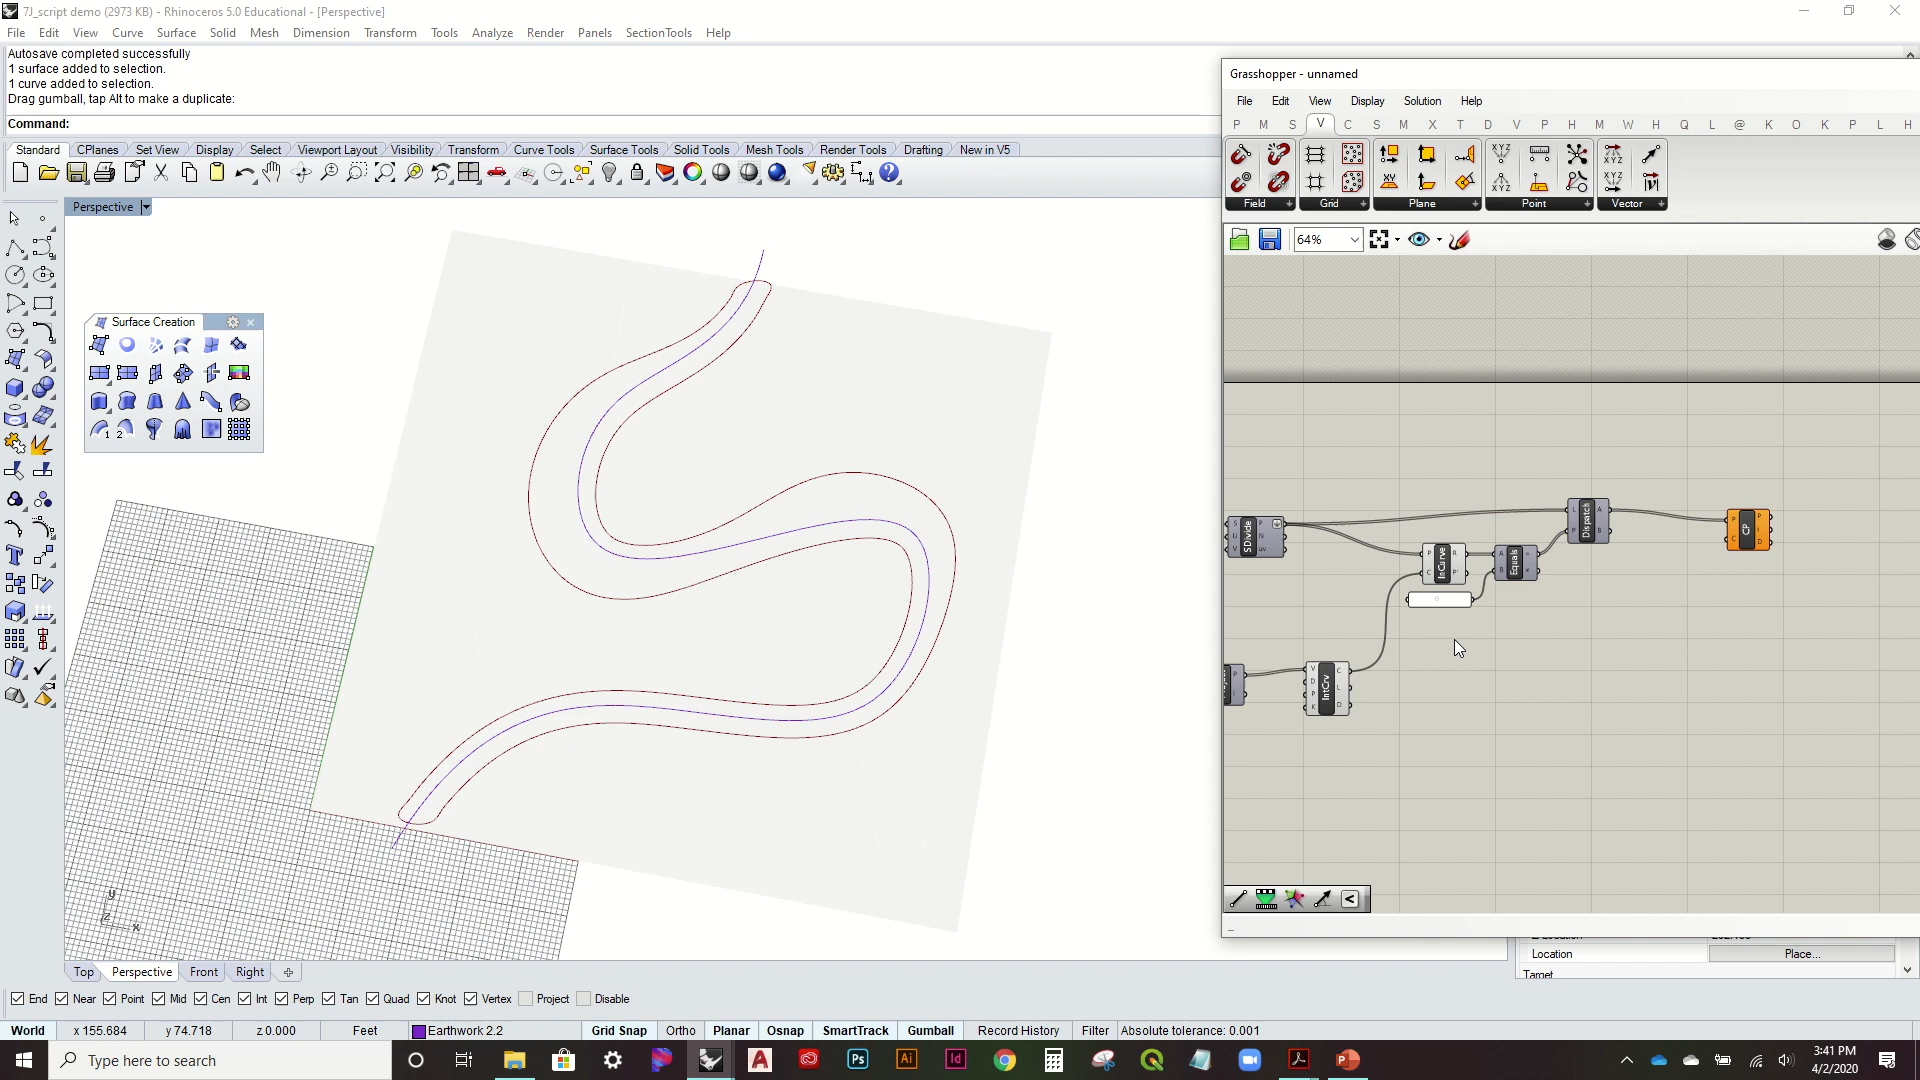 7J_script demo (2973 KB) - Rhinoceros 5.0 Educational - [Perspective]
File Edit View Curve Surface Solid Mesh Dimension Transform Tools Analyze Render Panels SectionTools Help
Autosave completed successfully
1 surface added to selection.
1 curve added to selection.
Drag gumball, tap Alt to make a duplicate:
Command:
Standard CPlanes Set View Display Select Viewport Layout Visibility Transform Curve Tools Surface Tools Solid Tools Mesh Tools Render Tools Drafting New in V5
Perspective
Surface Creation
1 2
y
z
x
Grasshopper - unnamed
File Edit View Display Solution Help
P M S V C S M X T D V P H M W H Q L @ K O K P L H
Field Grid Plane Point Vector
64%
S U V SDivide P N uv
P C InCurve R P'
A B Equals = ≠
L P Dispatch A B
P C CP P i D
0
P I
V D P K IntCrv C L D
Location Place...
Target
Top Perspective Front Right
End Near Point Mid Cen Int Perp Tan Quad Knot Vertex Project Disable
World x 155.684 y 74.718 z 0.000 Feet Earthwork 2.2 Grid Snap Ortho Planar Osnap SmartTrack Gumball Record History Filter Absolute tolerance: 0.001
Type here to search
3:41 PM
4/2/2020